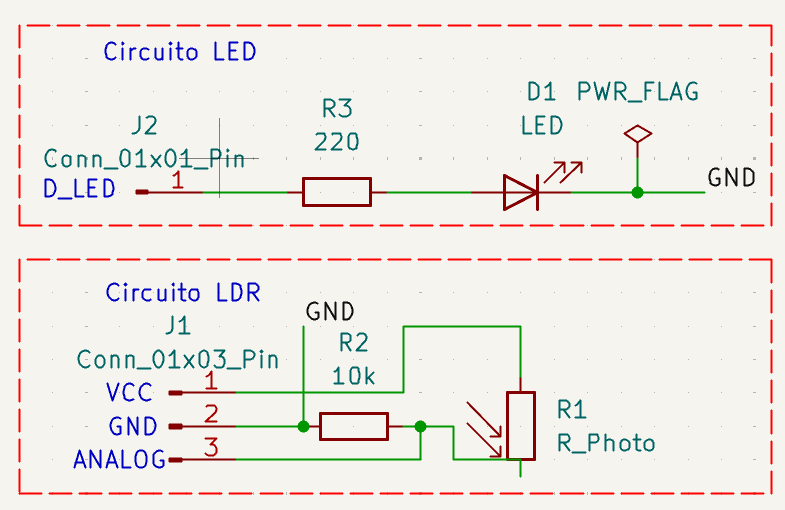 Circuito LED
D1 PWR_FLAG
R3
LED
J2
220
Conn_01x01_Pin
D_LED 1
GND
Circuito LDR
GND
J1
R2
Conn_01x03_Pin
10k
VCC 1
R1
GND 2
R_Photo
ANALOG 3